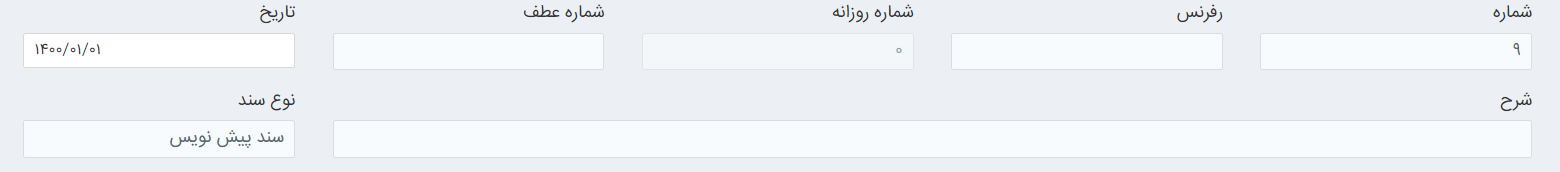 شماره رفرنس شماره روزانه شماره عطف تاریخ
۹ ۰ ۱۴۰۰/۰۱/۰۱
شرح نوع سند
سند پیش نویس